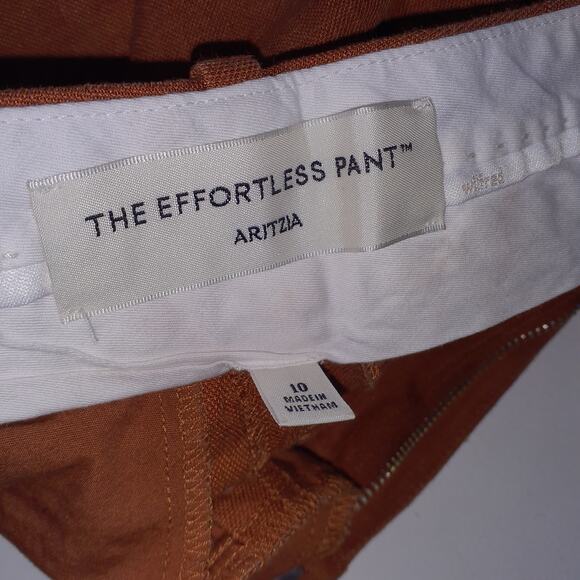 THE EFFORTLESS PANT™
ARITZIA
10
MADE IN
VIETNAM